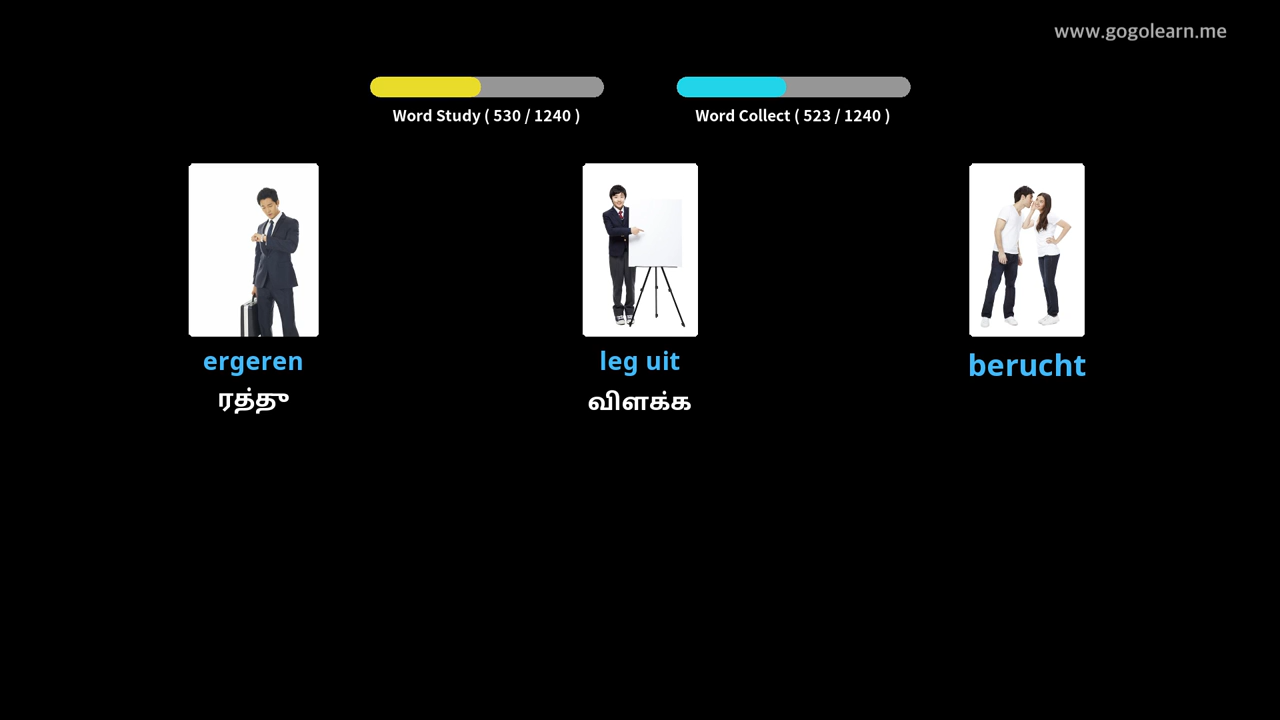 www.gogolearn.me
Word Study ( 530 / 1240 )
Word Collect ( 523 / 1240 )
ergeren
ரத்து
leg uit
விளக்க
berucht